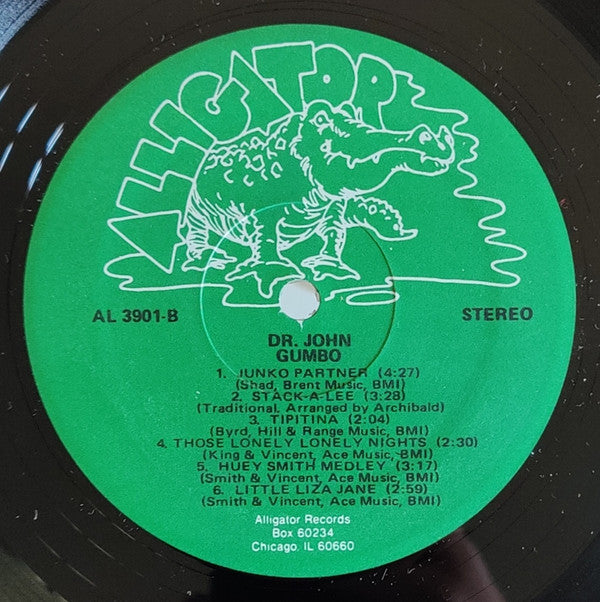 ALLIGATOR
AL 3901-B
STEREO
DR. JOHN
GUMBO
1. JUNKO PARTNER (4:27)
(Shad, Brent Music, BMI)
2. STACK-A-LEE (3:28)
(Traditional, Arranged by Archibald)
3. TIPITINA (2:04)
(Byrd, Hill & Range Music, BMI)
4. THOSE LONELY LONELY NIGHTS (2:30)
(King & Vincent, Ace Music, BMI)
5. HUEY SMITH MEDLEY (3:17)
(Smith & Vincent, Ace Music, BMI)
6. LITTLE LIZA JANE (2:59)
(Smith & Vincent, Ace Music, BMI)
Alligator Records
Box 60234
Chicago, IL 60660